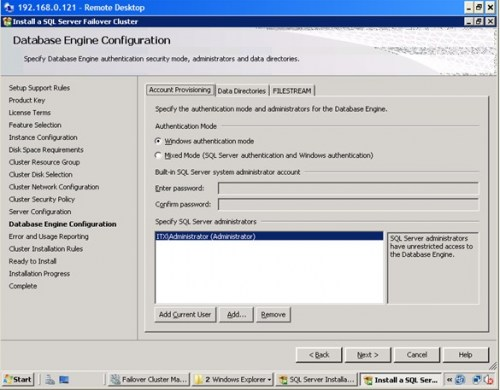 192.168.0.121 - Remote Desktop
Install a SQL Server Failover Cluster
Database Engine Configuration
Specify Database Engine authentication security mode, administrators and data directories.
Setup Support Rules
Product Key
License Terms
Feature Selection
Instance Configuration
Disk Space Requirements
Cluster Resource Group
Cluster Disk Selection
Cluster Network Configuration
Cluster Security Policy
Server Configuration
Database Engine Configuration
Error and Usage Reporting
Cluster Installation Rules
Ready to Install
Installation Progress
Complete
Account Provisioning
Data Directories
FILESTREAM
Specify the authentication mode and administrators for the Database Engine.
Authentication Mode
Windows authentication mode
Mixed Mode (SQL Server authentication and Windows authentication)
Built-in SQL Server system administrator account
Enter password:
Confirm password:
Specify SQL Server administrators
ITX\Administrator (Administrator)
SQL Server administrators
have unrestricted access to
the Database Engine.
Add Current User
Add...
Remove
< Back
Next >
Cancel
Help
Start
Failover Cluster Ma...
2 Windows Explorer
SQL Server Installa...
Install a SQL Ser...